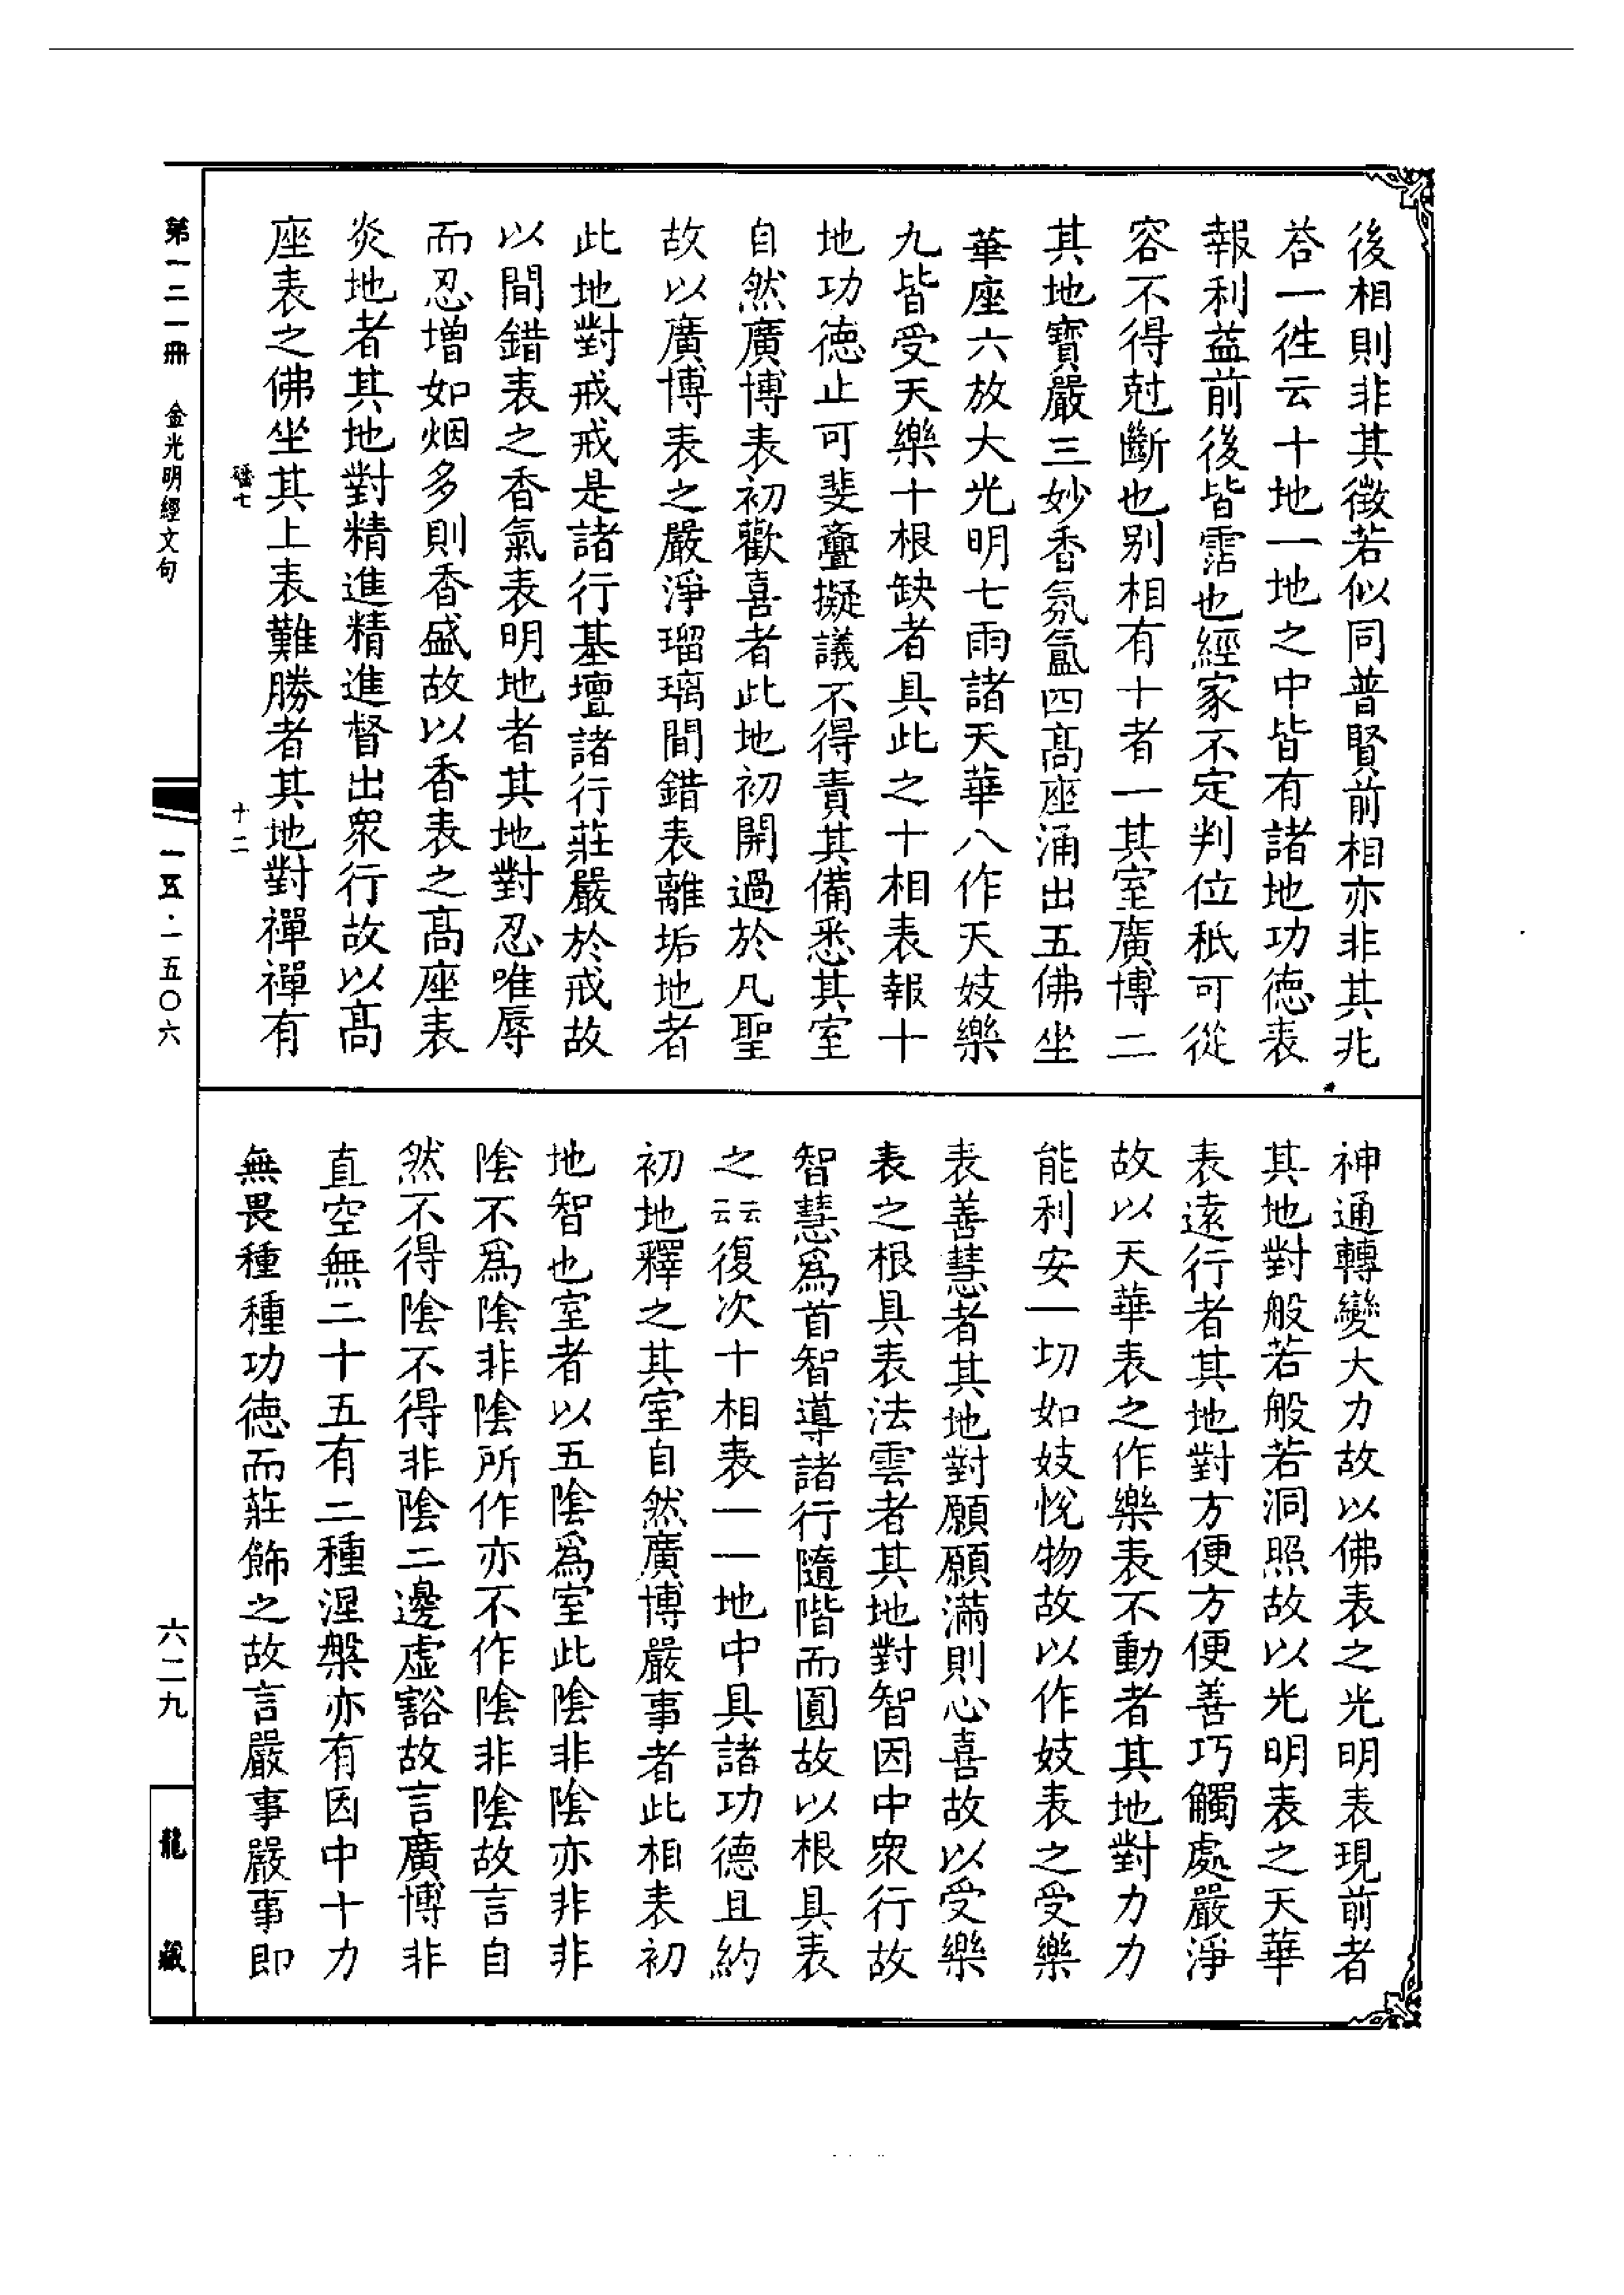 後相則非其徵若似同普賢前相亦非其兆
荅一徃云十地一地之中皆有諸地功德表
報利益前後皆霑也經家不定判位秖可從
容不得尅斷也别相有十者一其室廣博二
其地寶嚴三妙香氛氳四髙座涌出五佛坐
華座六放大光明七雨諸天華八作天妓樂
九皆受天樂十根缺者具此之十相表報十
地功德止可斐亹擬議不得責其備悉其室
自然廣博表初歡喜者此地初開過於凡聖
故以廣博表之嚴淨瑠璃間錯表離垢地者
此地對戒戒是諸行基壇諸行莊嚴於戒故
以間錯表之香氣表明地者其地對忍唯辱
而忍增如烟多則香盛故以香表之髙座表
炎地者其地對精進精進督出衆行故以髙
座表之佛坐其上表難勝者其地對禪禪有
神通轉變大力故以佛表之光明表現前者
其地對般若般若洞照故以光明表之天華
表遠行者其地對方便方便善巧觸處嚴淨
故以天華表之作樂表不動者其地對力力
能利安一切如妓悅物故以作妓表之受樂
表善慧者其地對願願滿則心喜故以受樂
表之根具表法雲者其地對智因中衆行故
智慧爲首智導諸行隨階而圓故以根具表
之云云復次十相表一一地中具諸功德且約
初地釋之其室自然廣博嚴事者此相表初
地智也室者以五陰爲室此陰非陰亦非非
陰不爲陰非陰所作亦不作陰非陰故言自
然不得陰不得非陰二邊虛豁故言廣博非
直空無二十五有二種涅槃亦有因中十力
無畏種種功德而莊飾之故言嚴事嚴事即
第一二一冊 金光明經文句
磻七 十二
一五·一五〇六
六二九
龍藏